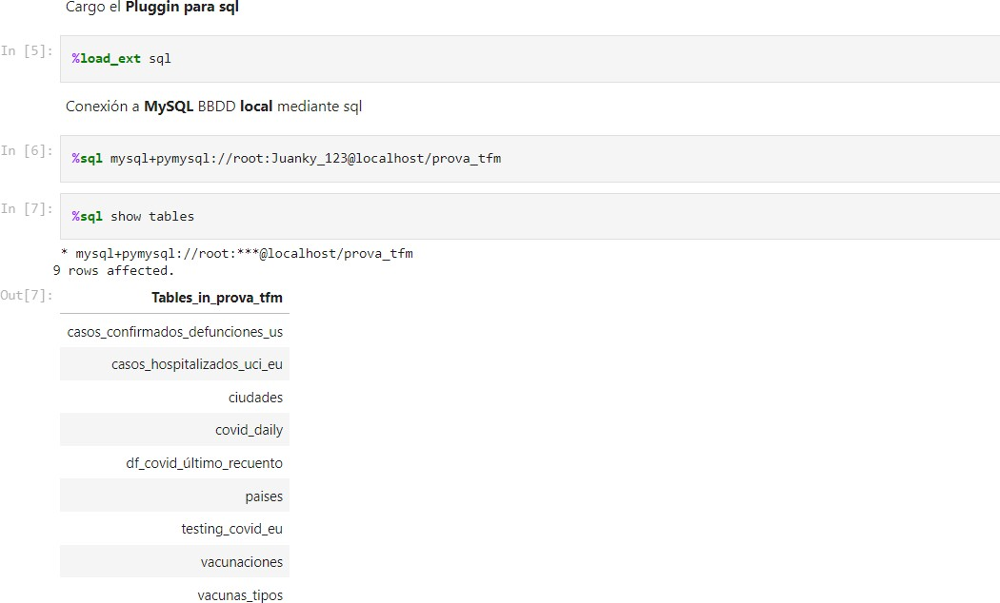 Cargo el Pluggin para sql
In [5]: %load_ext sql
Conexión a MySQL BBDD local mediante sql
In [6]: %sql mysql+pymysql://root:Juanky_123@localhost/prova_tfm
In [7]: %sql show tables
* mysql+pymysql://root:***@localhost/prova_tfm
9 rows affected.
Out[7]: Tables_in_prova_tfm
casos_confirmados_defunciones_us
casos_hospitalizados_uci_eu
ciudades
covid_daily
df_covid_último_recuento
paises
testing_covid_eu
vacunaciones
vacunas_tipos